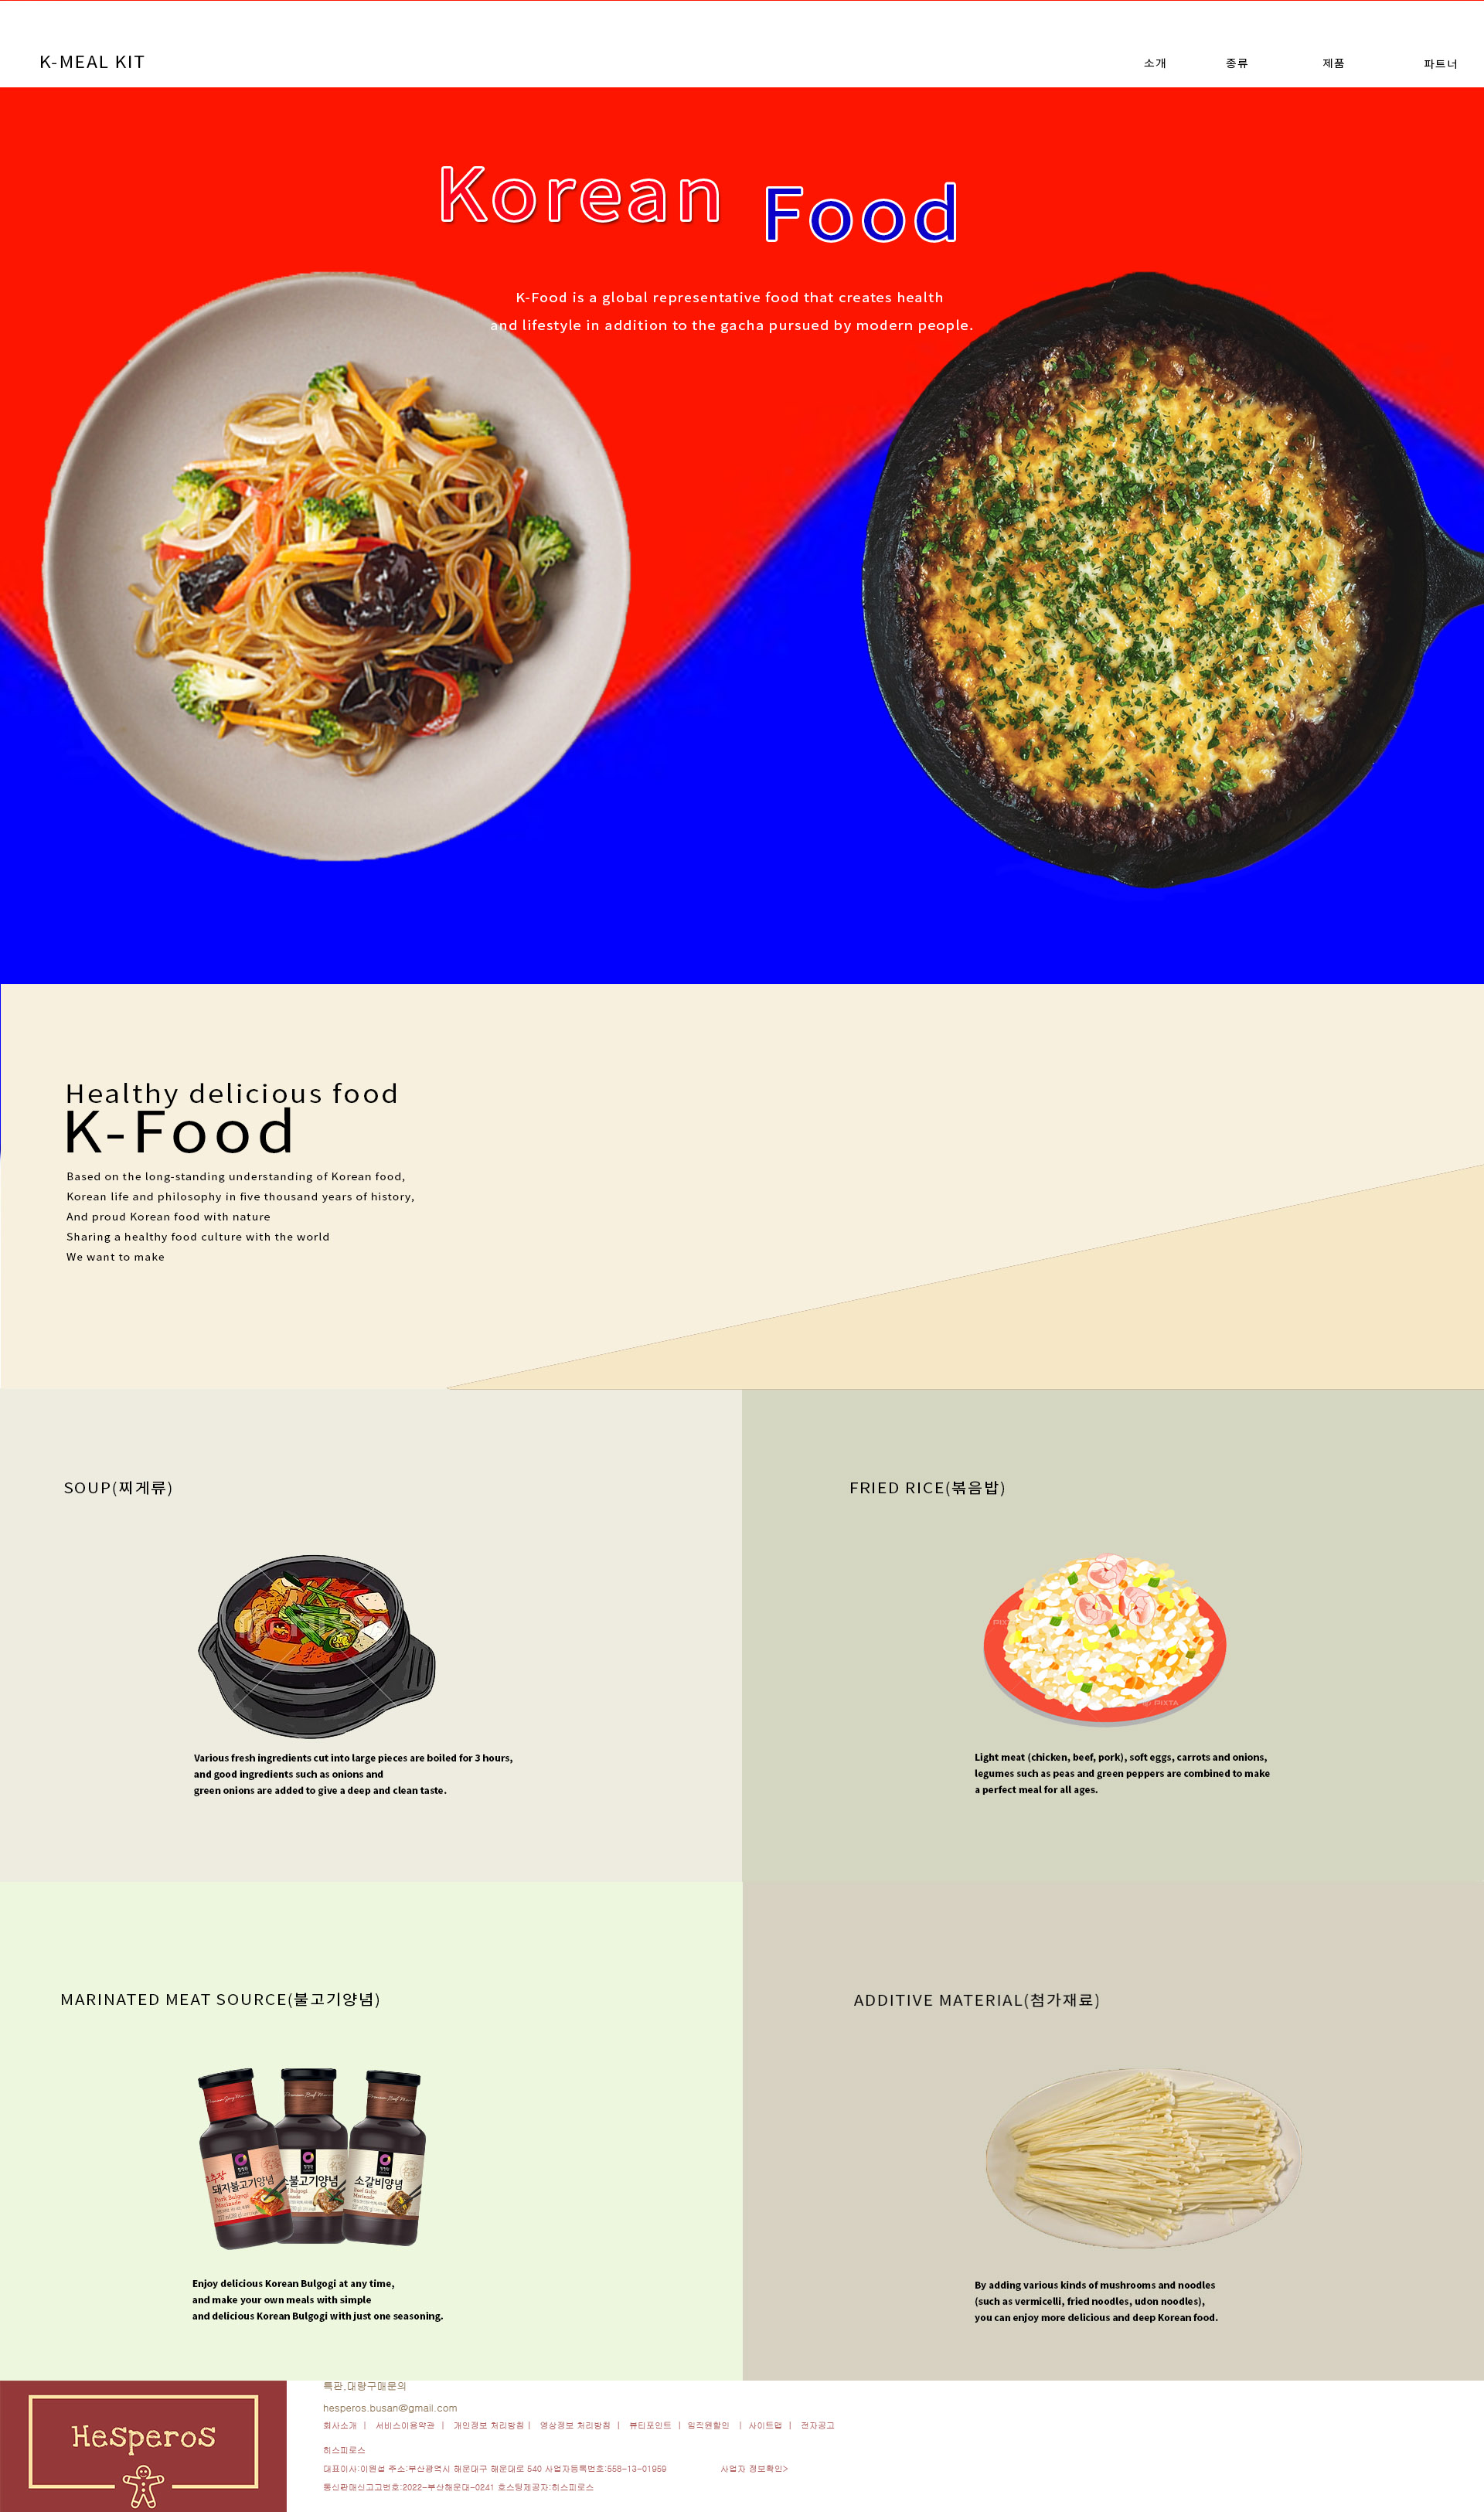 K-MEAL KIT
소개 종류 제품 파트너
Korean Food
K-Food is a global representative food that creates health
and lifestyle in addition to the gacha pursued by modern people.
Healthy delicious food
K-Food
Based on the long-standing understanding of Korean food,
Korean life and philosophy in five thousand years of history,
And proud Korean food with nature
Sharing a healthy food culture with the world
We want to make
SOUP(찌게류)
FRIED RICE(볶음밥)
PIXTA
Various fresh ingredients cut into large pieces are boiled for 3 hours,
and good ingredients such as onions and
green onions are added to give a deep and clean taste.
Light meat (chicken, beef, pork), soft eggs, carrots and onions,
legumes such as peas and green peppers are combined to make
a perfect meal for all ages.
MARINATED MEAT SOURCE(불고기양념)
ADDITIVE MATERIAL(첨가재료)
돼지불고기양념
Pork Bulgogi
Marinade
소불고기양념
Bulgogi
Marinade
소갈비양념
Beef Galbi
Marinade
Enjoy delicious Korean Bulgogi at any time,
and make your own meals with simple
and delicious Korean Bulgogi with just one seasoning.
By adding various kinds of mushrooms and noodles
(such as vermicelli, fried noodles, udon noodles),
you can enjoy more delicious and deep Korean food.
Hesperos
특판,대량구매문의
hesperos.busan@gmail.com
회사소개 | 서비스이용약관 | 개인정보 처리방침 | 영상정보 처리방침 | 뷰티포인트 | 임직원할인 | 사이트맵 | 전자공고
히스피로스
대표이사:이원섭 주소:부산광역시 해운대구 해운대로 540 사업자등록번호:558-13-01959 사업자 정보확인>
통신판매신고고번호:2022-부산해운대-0241 호스팅제공자:히스피로스